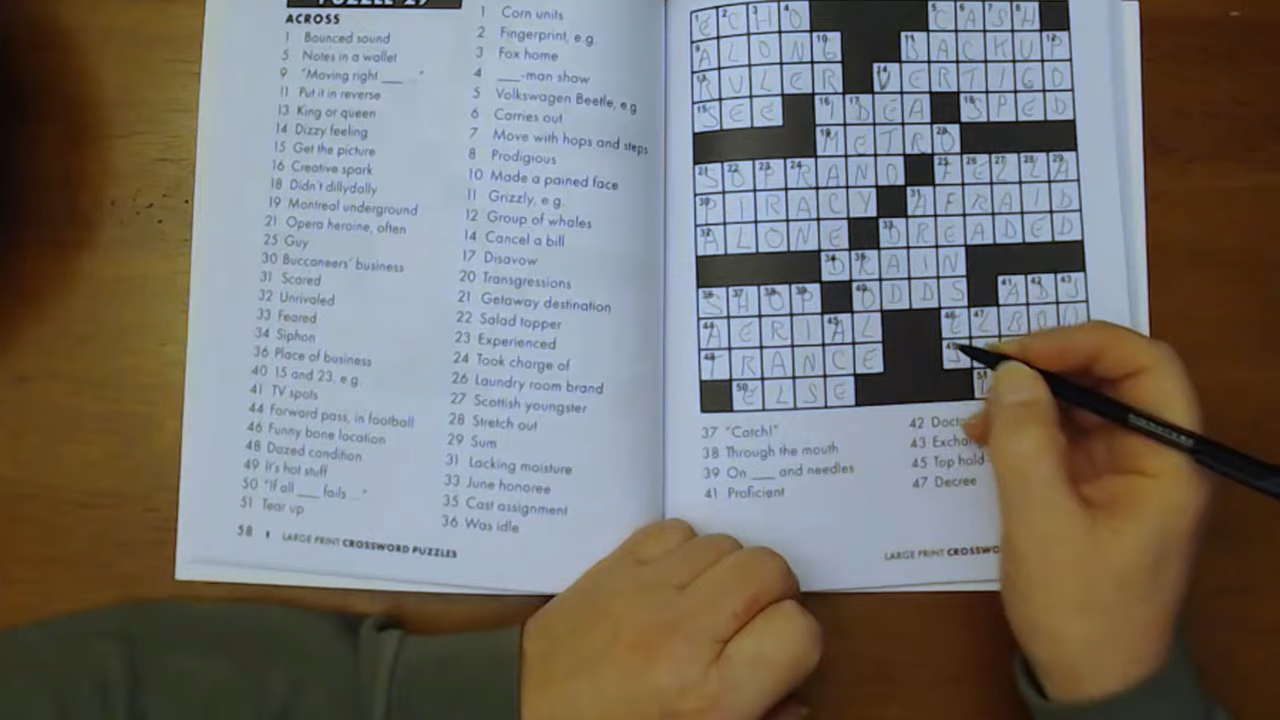 PUZZLE 29
ACROSS
1 Bounced sound
5 Notes in a wallet
9 "Moving right ___ "
11 Put it in reverse
13 King or queen
14 Dizzy feeling
15 Get the picture
16 Creative spark
18 Didn't dillydally
19 Montreal underground
21 Opera heroine, often
25 Guy
30 Buccaneers' business
31 Scared
32 Unrivaled
33 Feared
34 Siphon
36 Place of business
40 15 and 23, e.g.
41 TV spots
44 Forward pass, in football
46 Funny bone location
48 Dazed condition
49 It's hot stuff
50 "If all ___ fails ..."
51 Tear up
58 LARGE PRINT CROSSWORD PUZZLES
1 Corn units
2 Fingerprint, e.g.
3 Fox home
4 ___-man show
5 Volkswagen Beetle, e.g
6 Carries out
7 Move with hops and steps
8 Prodigious
10 Made a pained face
11 Grizzly, e.g.
12 Group of whales
14 Cancel a bill
17 Disavow
20 Transgressions
21 Getaway destination
22 Salad topper
23 Experienced
24 Took charge of
26 Laundry room brand
27 Scottish youngster
28 Stretch out
29 Sum
31 Lacking moisture
33 June honoree
35 Cast assignment
36 Was idle
ECHO CASH
ALONG BACKUP
RULER VERTIGO
SEE IDEA SPED
METRO
SOPRANO FELLA
PIRACY AFRAID
ALONE DREADED
DRAIN
SHOP ODDS ADS
AERIAL ELBO
TRANCE
ELSE
37 "Catch!"
38 Through the mouth
39 On ___ and needles
41 Proficient
42 Docto
43 Exchan
45 Top hold
47 Decree
LARGE PRINT CROSSWO